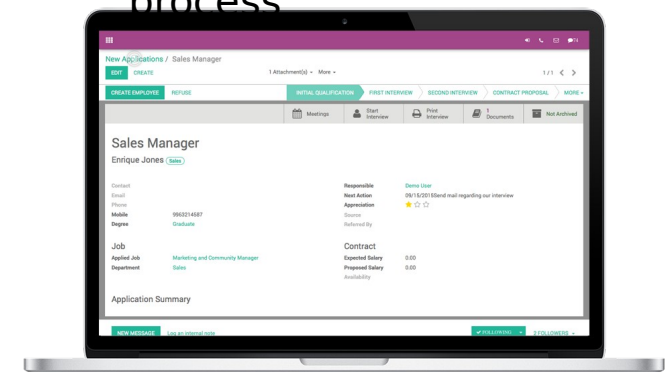 process
74
New Applications / Sales Manager
EDIT CREATE 1 Attachment(s) More 1 / 1
CREATE EMPLOYEE REFUSE INITIAL QUALIFICATION FIRST INTERVIEW SECOND INTERVIEW CONTRACT PROPOSAL MORE
Meetings Start Interview Print Interview 1 Documents Not Archived
Sales Manager
Enrique Jones Sales
Contact Responsible Demo User
Email Next Action 09/15/2015Send mail regarding our interview
Phone Appreciation
Mobile 9963214587 Source
Degree Graduate Referred By
Job Contract
Applied Job Marketing and Community Manager Expected Salary 0.00
Department Sales Proposed Salary 0.00
Availability
Application Summary
NEW MESSAGE Log an internal note FOLLOWING FOLLOWERS